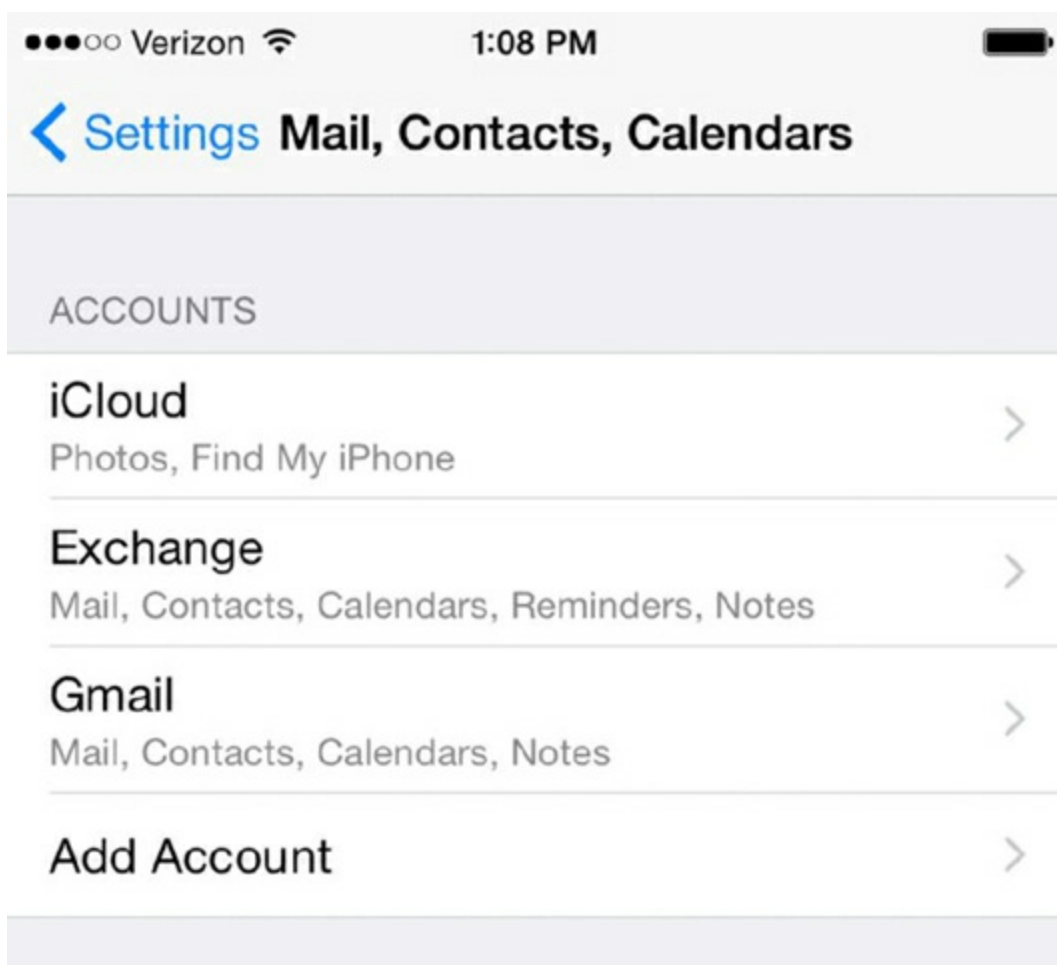 Verizon 1:08 PM
Settings Mail, Contacts, Calendars
ACCOUNTS
iCloud
Photos, Find My iPhone
Exchange
Mail, Contacts, Calendars, Reminders, Notes
Gmail
Mail, Contacts, Calendars, Notes
Add Account